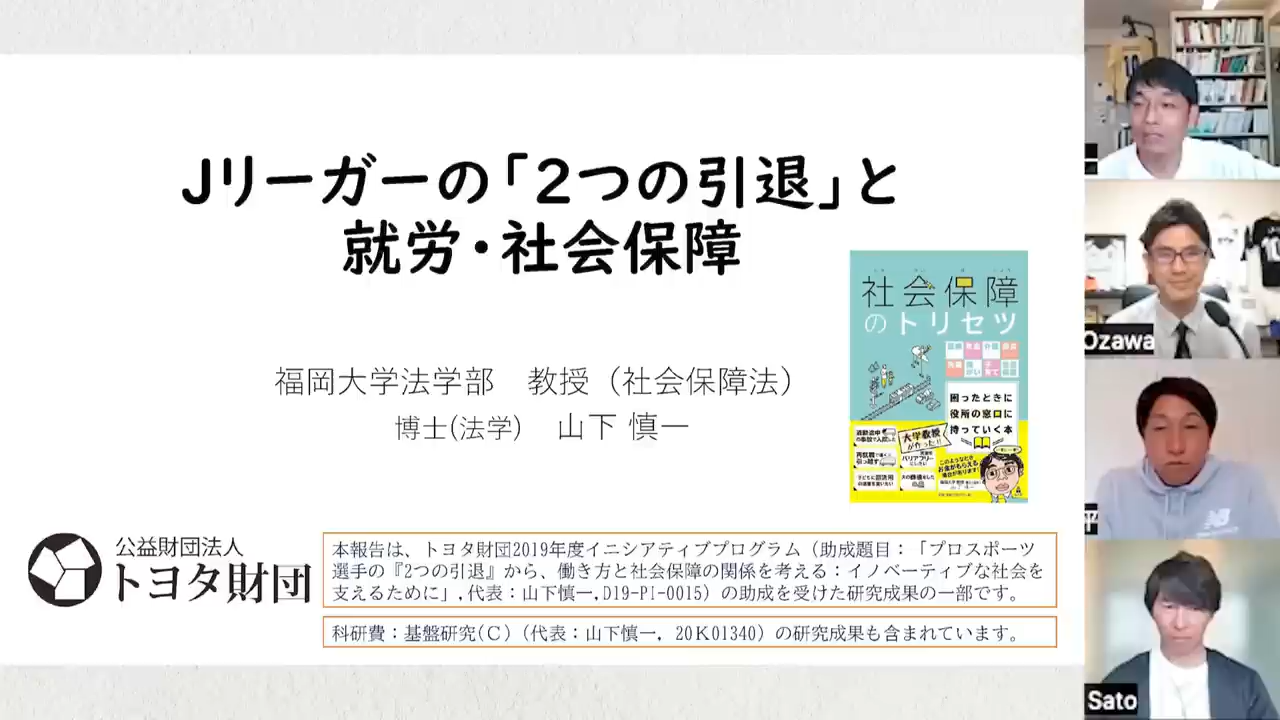 Jリーガーの「2つの引退」と
就労・社会保障
福岡大学法学部　教授（社会保障法）
博士(法学)　山下 慎一
社会保障
のトリセツ
困ったときに
役所の窓口に
持っていく本
大学教授
が作った!!
公益財団法人
トヨタ財団
本報告は、トヨタ財団2019年度イニシアティブプログラム（助成題目：「プロスポーツ
選手の『2つの引退』から、働き方と社会保障の関係を考える：イノベーティブな社会を
支えるために」,代表：山下慎一,D19-PI-0015）の助成を受けた研究成果の一部です。
科研費：基盤研究(C)（代表：山下慎一，20K01340）の研究成果も含まれています。
Ozawa
平
Sato